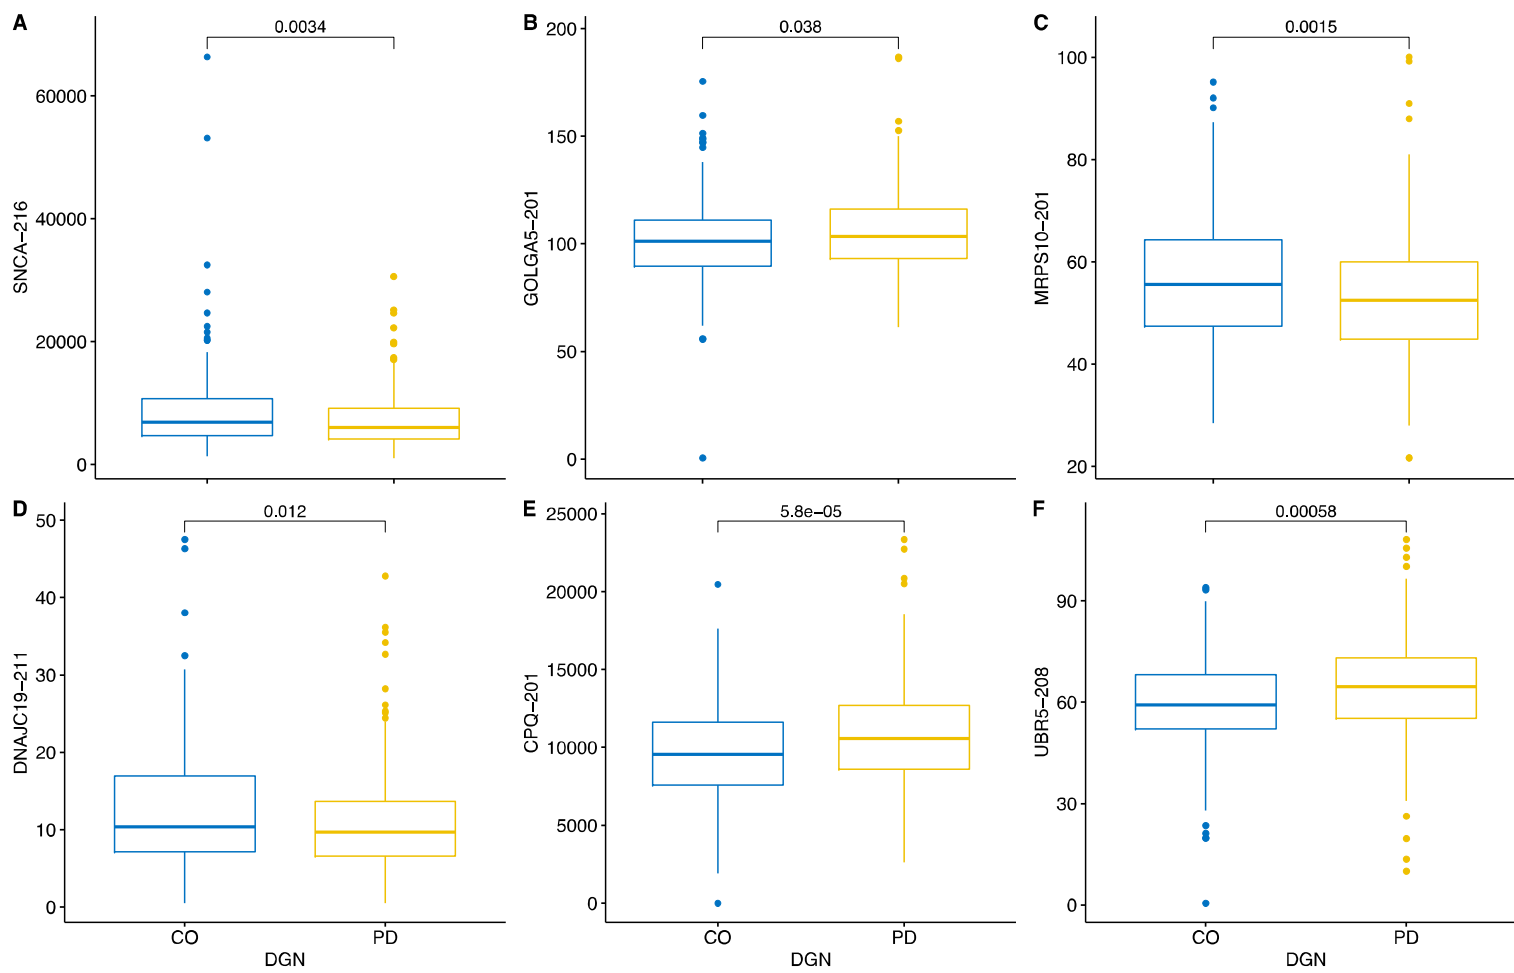 A
0.0034
SNCA−216
60000
40000
20000
0
B
0.038
GOLGA5−201
200
150
100
50
0
C
0.0015
MRPS10−201
100
80
60
40
20
D
0.012
DNAJC19−211
50
40
30
20
10
0
CO
PD
DGN
E
5.8e−05
CPQ−201
25000
20000
15000
10000
5000
0
CO
PD
DGN
F
0.00058
UBR5−208
90
60
30
0
CO
PD
DGN